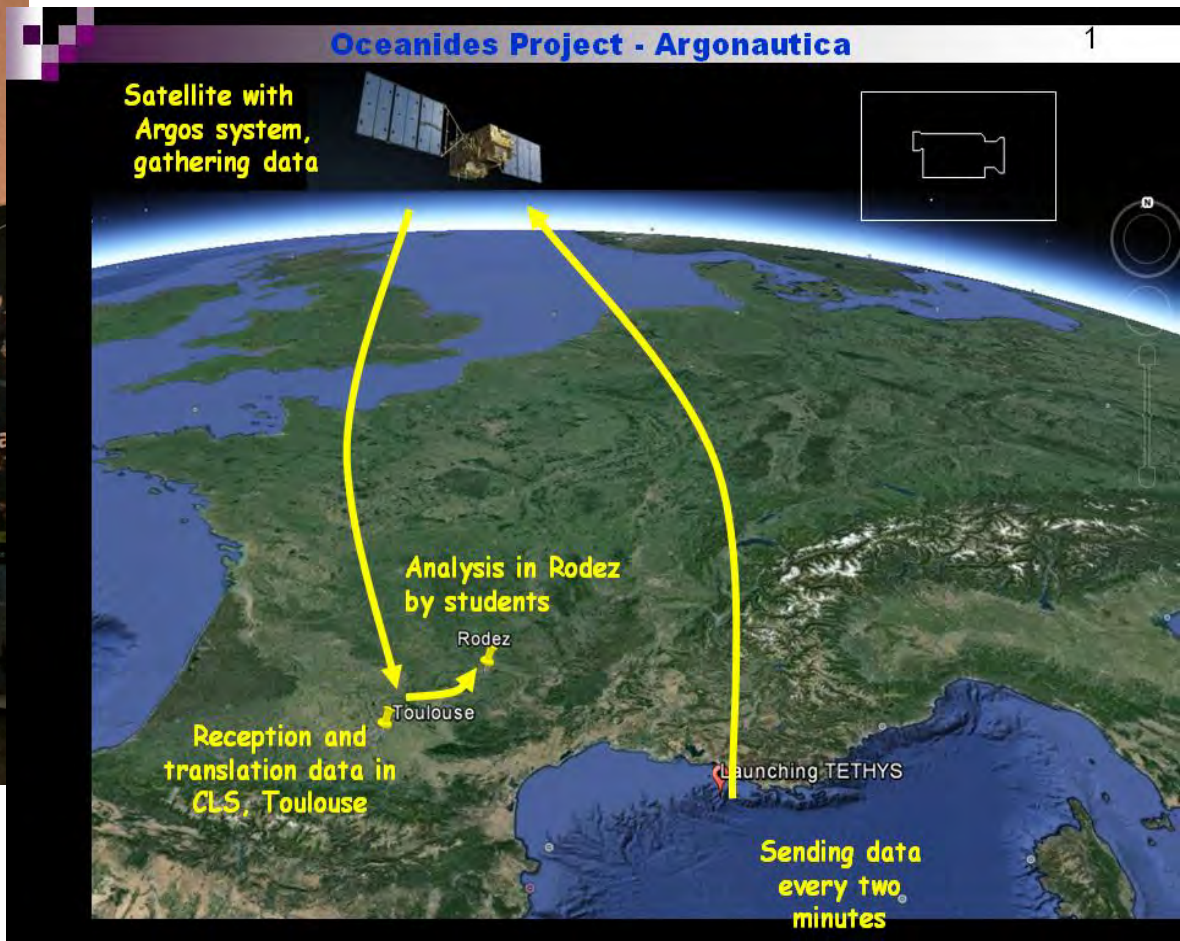 Oceanides Project - Argonautica
1
Satellite with
Argos system,
gathering data
N
Analysis in Rodez
by students
Rodez
Toulouse
Reception and
translation data in
CLS, Toulouse
Launching TETHYS
Sending data
every two
minutes